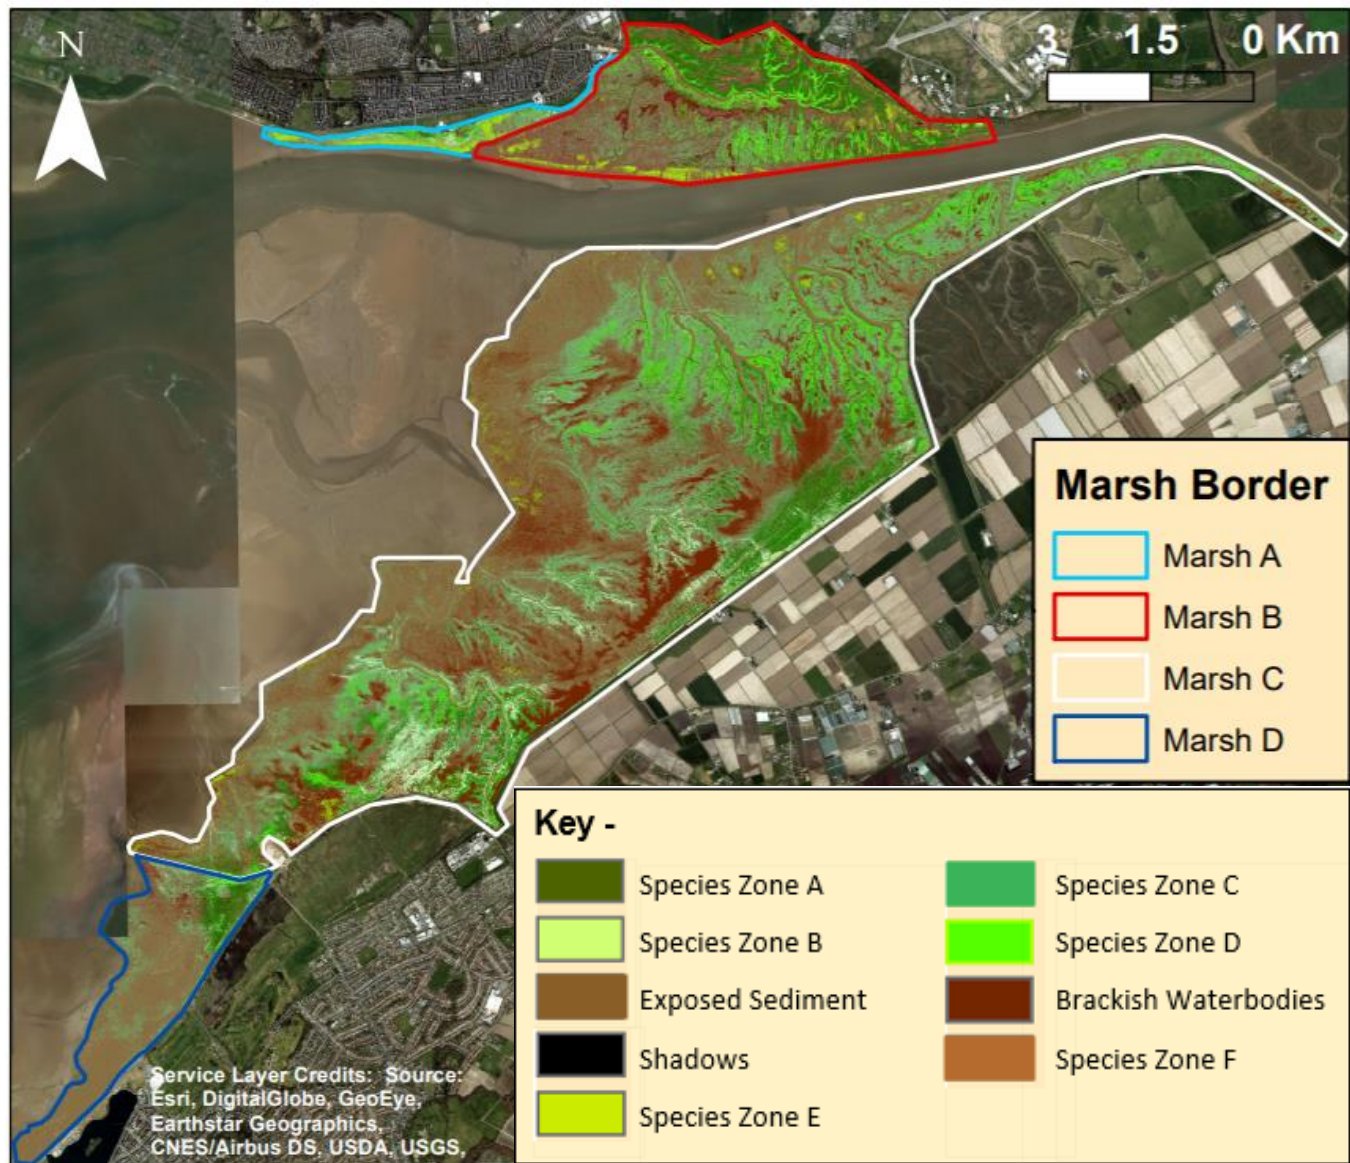 N
3 1.5 0 Km
Marsh Border
Marsh A
Marsh B
Marsh C
Marsh D
Key -
Species Zone A
Species Zone B
Exposed Sediment
Shadows
Species Zone E
Species Zone C
Species Zone D
Brackish Waterbodies
Species Zone F
Service Layer Credits: Source:
Esri, DigitalGlobe, GeoEye,
Earthstar Geographics,
CNES/Airbus DS, USDA, USGS,